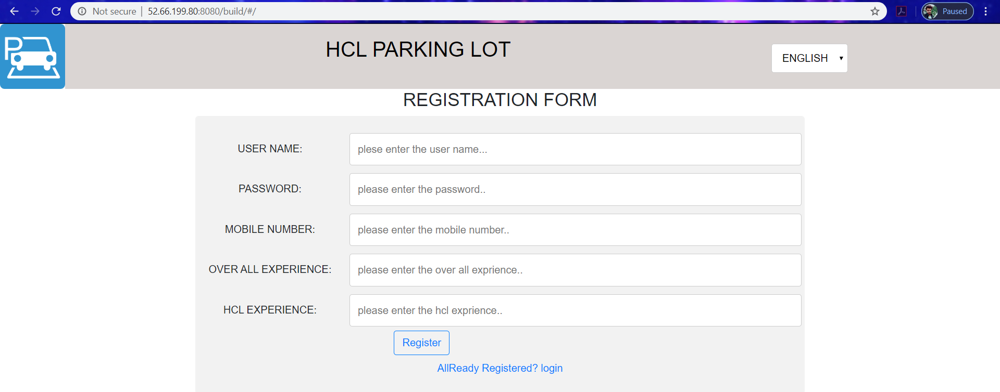 Not secure | 52.66.199.80:8080/build/#/ Paused
P
HCL PARKING LOT
ENGLISH
REGISTRATION FORM
USER NAME: plese enter the user name...
PASSWORD: please enter the password..
MOBILE NUMBER: please enter the mobile number..
OVER ALL EXPERIENCE: please enter the over all exprience..
HCL EXPERIENCE: please enter the hcl exprience..
Register
AllReady Registered? login